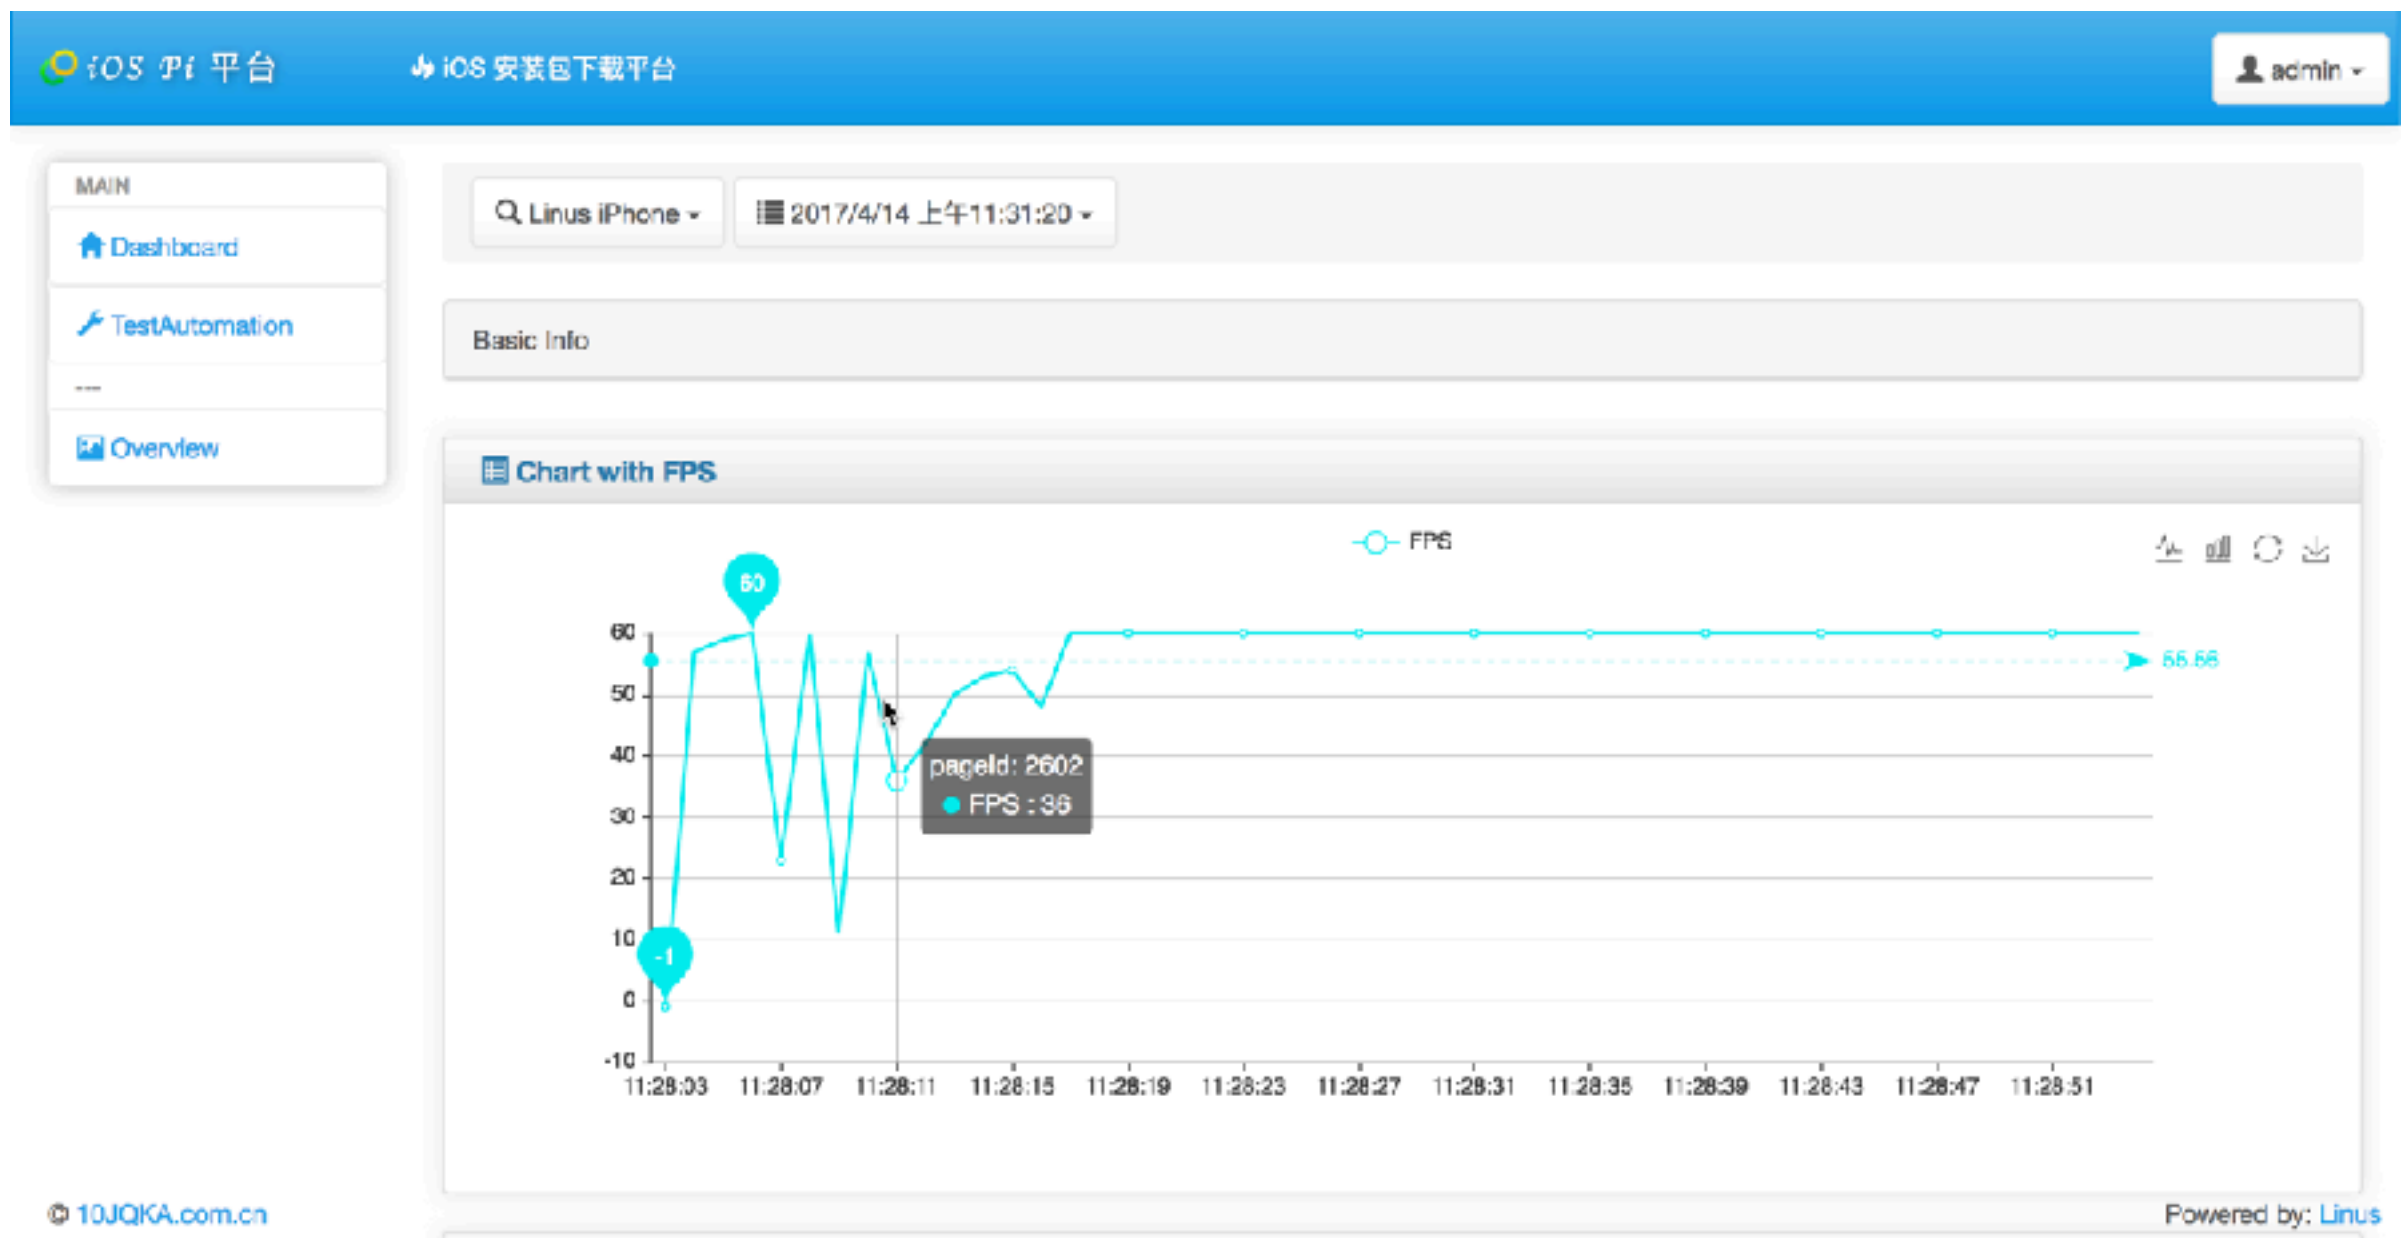 iOS Pi 平台
iOS 安装包下载平台
admin
MAIN
Dashboard
TestAutomation
---
Overview
Linus iPhone
2017/4/14 上午11:31:20
Basic Info
Chart with FPS
FPS
60
60
50
40
30
20
10
0
-10
-1
55.56
pageId: 2602
FPS : 36
11:28:03 11:28:07 11:28:11 11:28:15 11:28:19 11:28:23 11:28:27 11:28:31 11:28:35 11:28:39 11:28:43 11:28:47 11:28:51
© 10JQKA.com.cn
Powered by: Linus